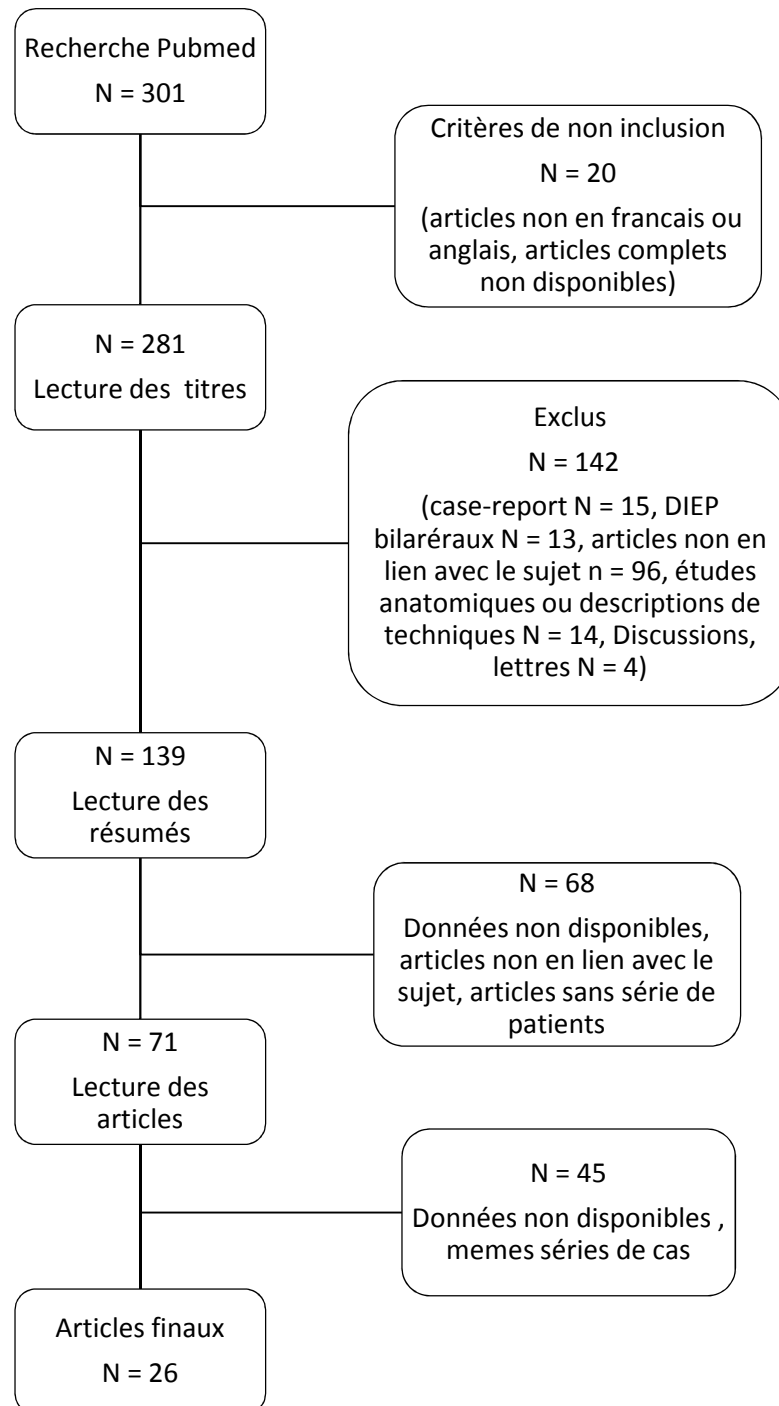 Recherche Pubmed
N = 301
Critères de non inclusion
N = 20
(articles non en francais ou
anglais, articles complets
non disponibles)
N = 281
Lecture des titres
Exclus
N = 142
(case-report N = 15, DIEP
bilaréraux N = 13, articles non en
lien avec le sujet n = 96, études
anatomiques ou descriptions de
techniques N = 14, Discussions,
lettres N = 4)
N = 139
Lecture des
résumés
N = 68
Données non disponibles,
articles non en lien avec le
sujet, articles sans série de
patients
N = 71
Lecture des
articles
N = 45
Données non disponibles ,
memes séries de cas
Articles finaux
N = 26